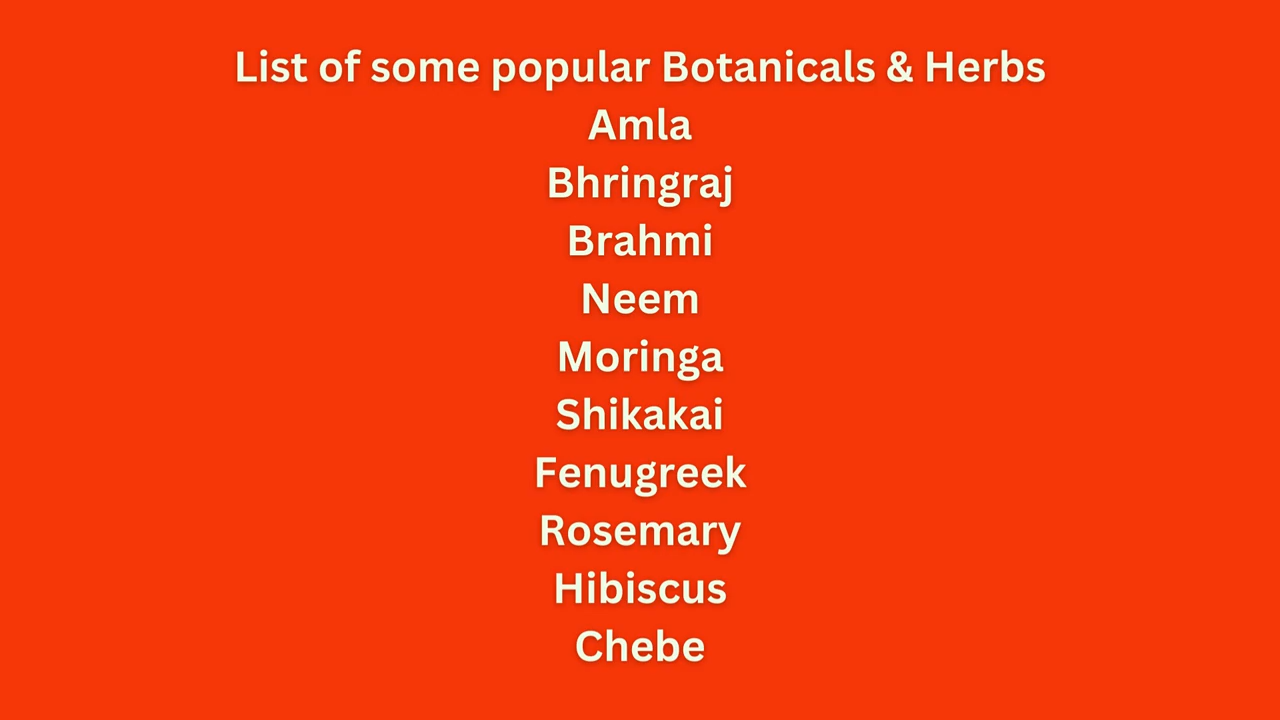 List of some popular Botanicals & Herbs
Amla
Bhringraj
Brahmi
Neem
Moringa
Shikakai
Fenugreek
Rosemary
Hibiscus
Chebe